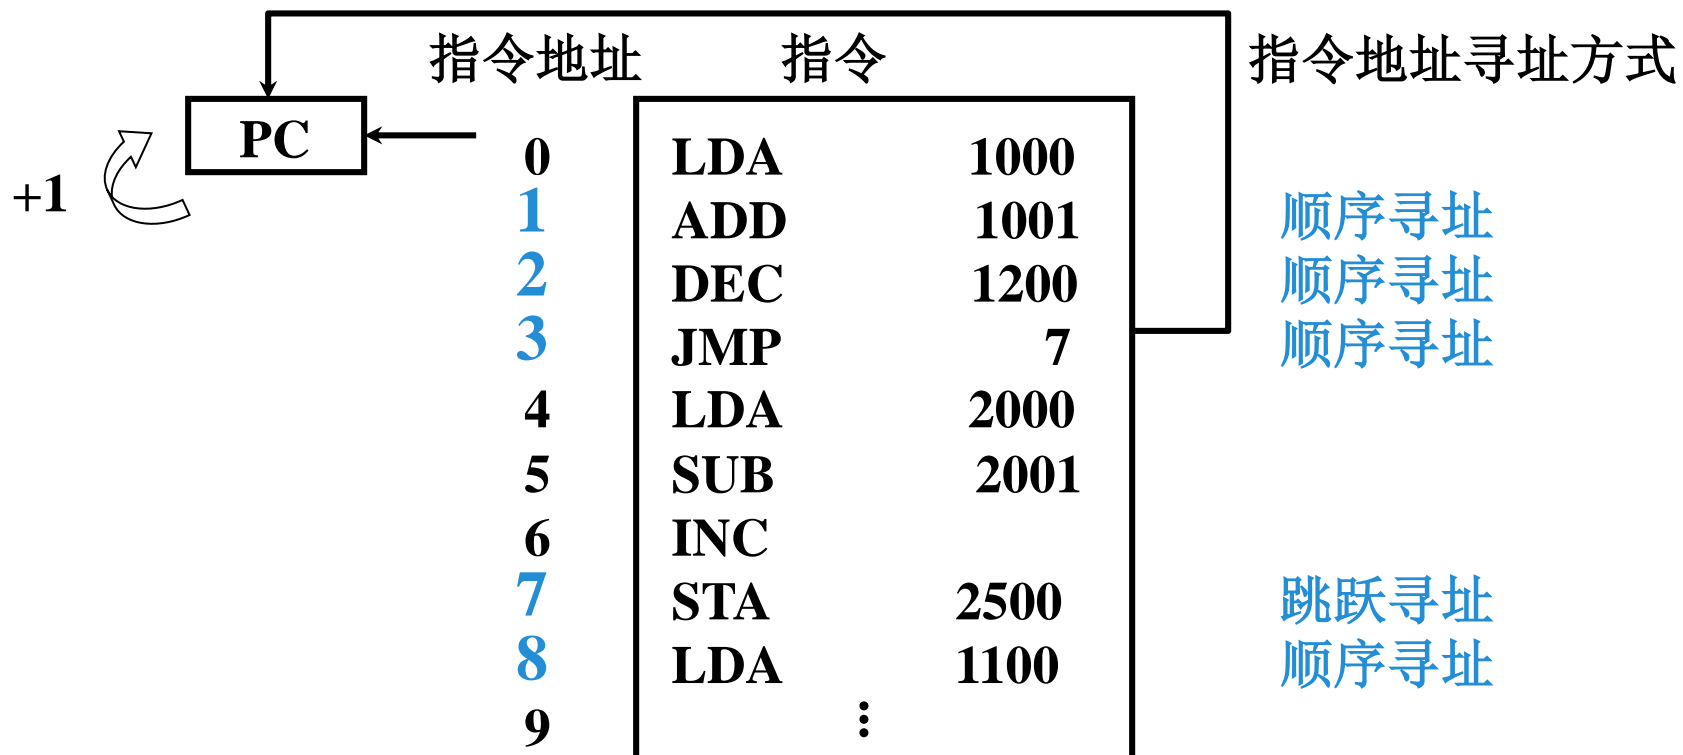 指令地址 指令 指令地址寻址方式
PC
+1
0 LDA 1000
1 ADD 1001 顺序寻址
2 DEC 1200 顺序寻址
3 JMP 7 顺序寻址
4 LDA 2000
5 SUB 2001
6 INC
7 STA 2500 跳跃寻址
8 LDA 1100 顺序寻址
9 ⋮